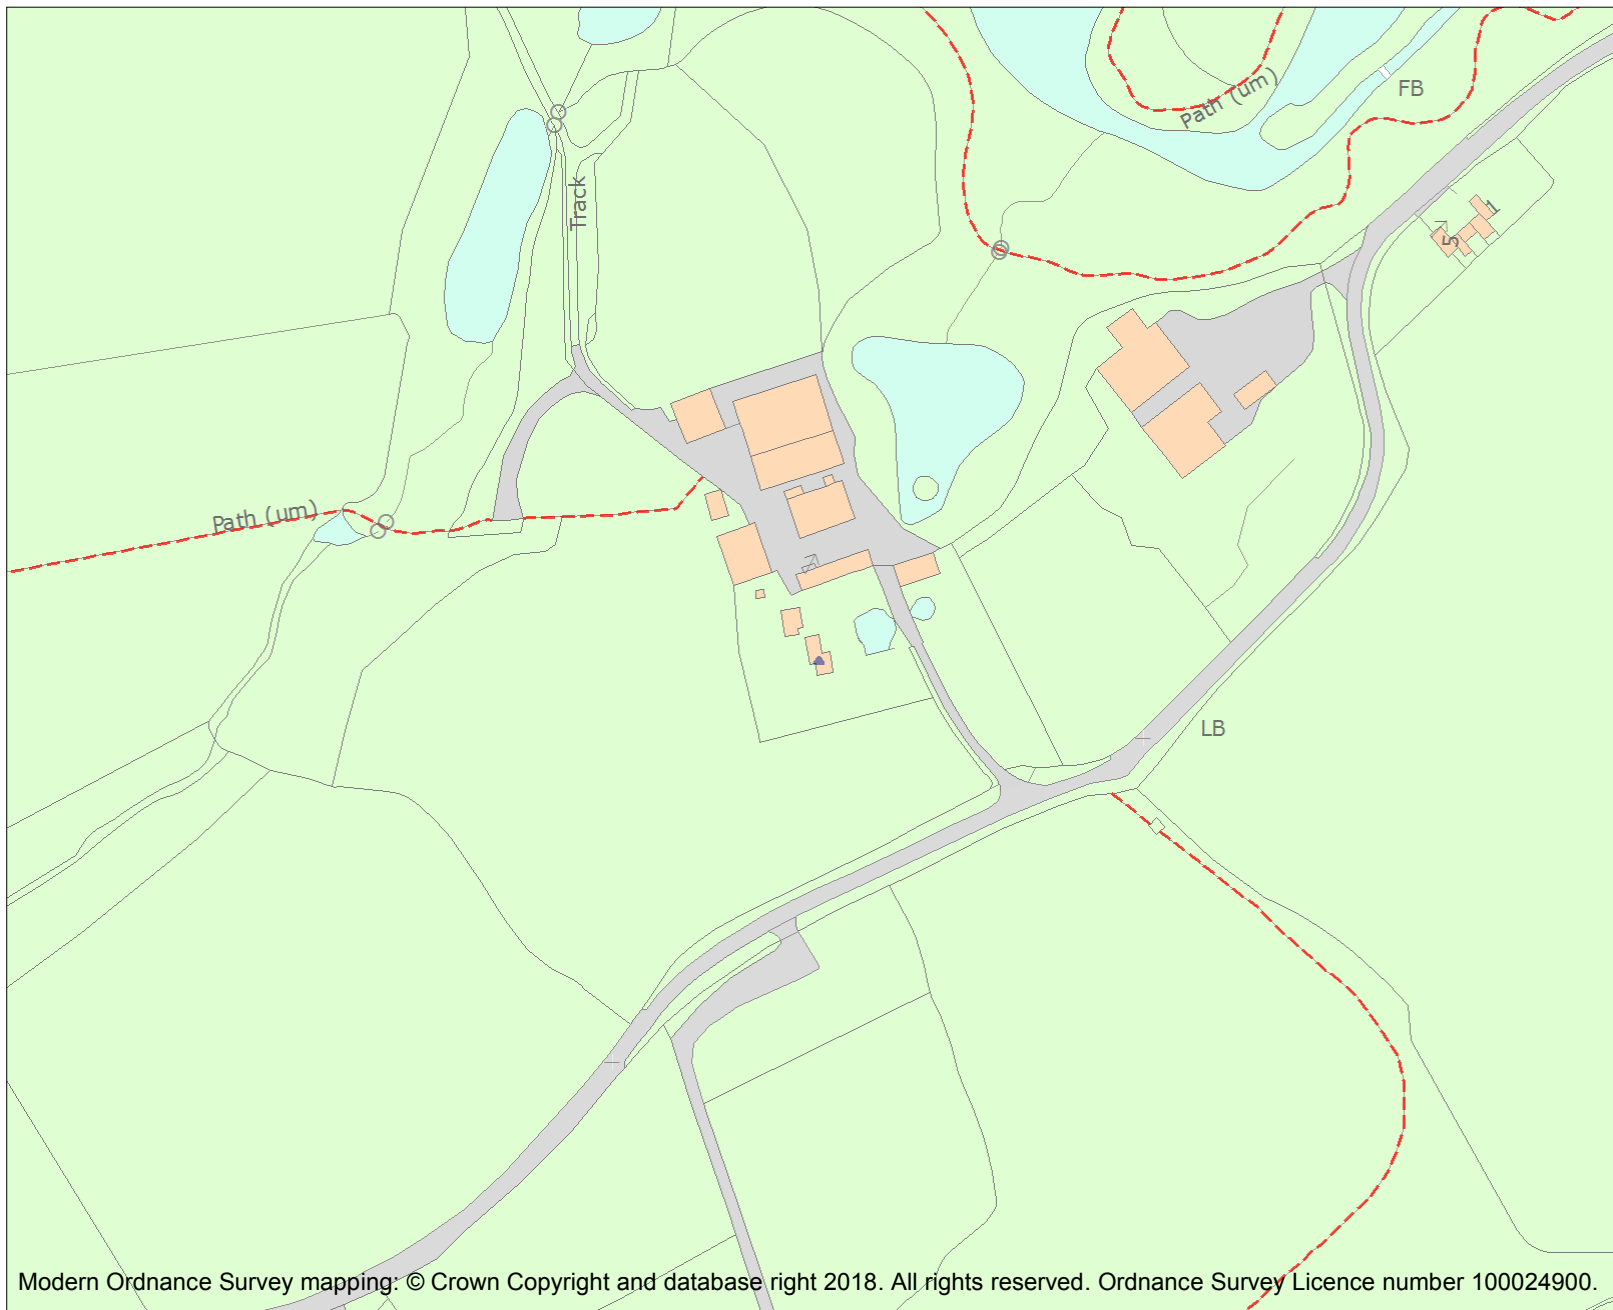 Path (um)
FB
Track
1
5
Path (um)
LB
Modern Ordnance Survey mapping: © Crown Copyright and database right 2018. All rights reserved. Ordnance Survey Licence number 100024900.